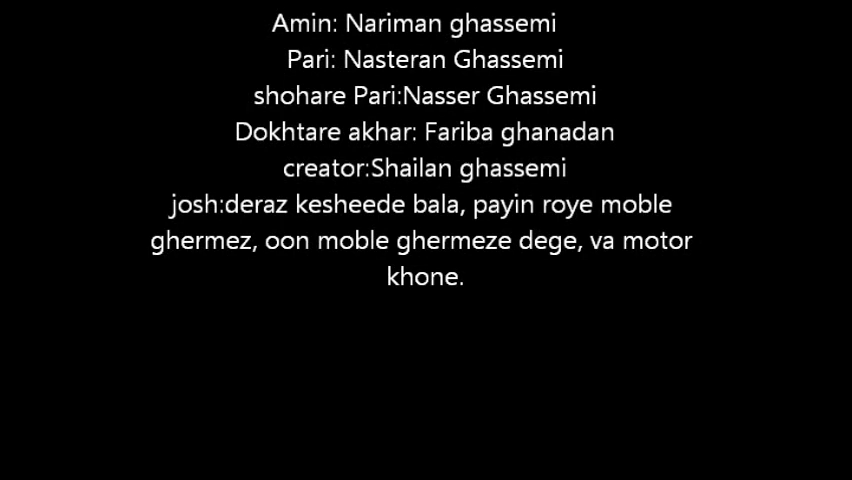 Amin: Nariman ghassemi
Pari: Nasteran Ghassemi
shohare Pari:Nasser Ghassemi
Dokhtare akhar: Fariba ghanadan
creator:Shailan ghassemi
josh:deraz kesheede bala, payin roye moble
ghermez, oon moble ghermeze dege, va motor
khone.